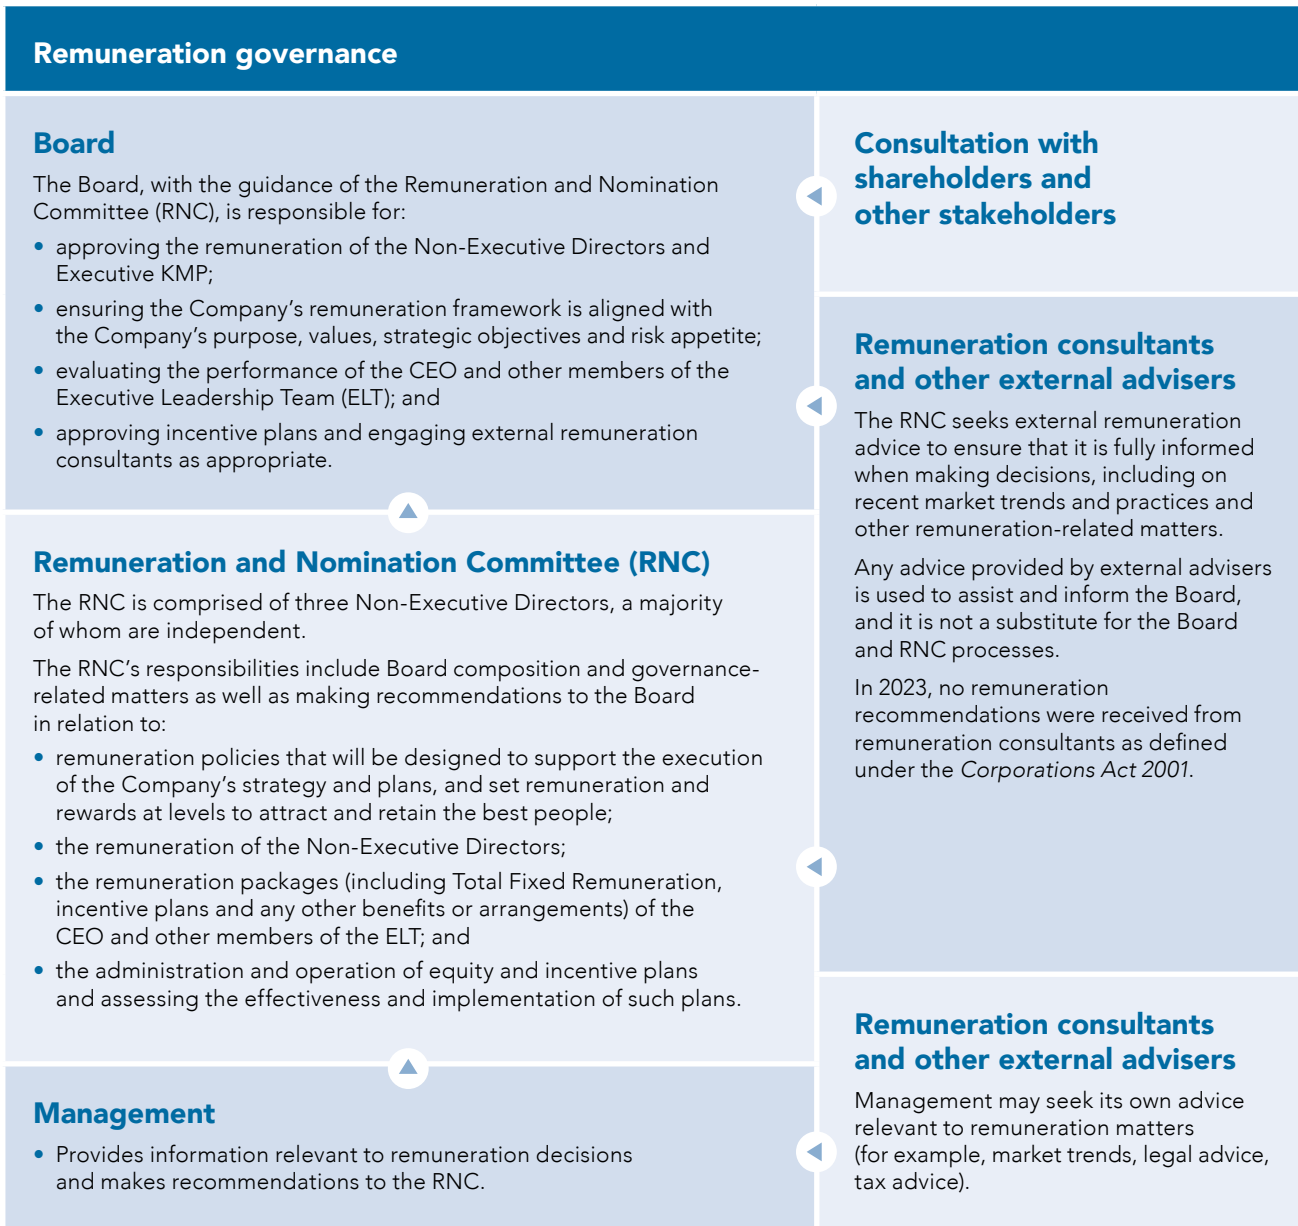 Remuneration governance
Board
The Board, with the guidance of the Remuneration and Nomination
Committee (RNC), is responsible for:
• approving the remuneration of the Non-Executive Directors and
Executive KMP;
• ensuring the Company’s remuneration framework is aligned with
the Company’s purpose, values, strategic objectives and risk appetite;
• evaluating the performance of the CEO and other members of the
Executive Leadership Team (ELT); and
• approving incentive plans and engaging external remuneration
consultants as appropriate.
Remuneration and Nomination Committee (RNC)
The RNC is comprised of three Non-Executive Directors, a majority
of whom are independent.
The RNC’s responsibilities include Board composition and governance-
related matters as well as making recommendations to the Board
in relation to:
• remuneration policies that will be designed to support the execution
of the Company’s strategy and plans, and set remuneration and
rewards at levels to attract and retain the best people;
• the remuneration of the Non-Executive Directors;
• the remuneration packages (including Total Fixed Remuneration,
incentive plans and any other benefits or arrangements) of the
CEO and other members of the ELT; and
• the administration and operation of equity and incentive plans
and assessing the effectiveness and implementation of such plans.
Management
• Provides information relevant to remuneration decisions
and makes recommendations to the RNC.
Consultation with
shareholders and
other stakeholders
Remuneration consultants
and other external advisers
The RNC seeks external remuneration
advice to ensure that it is fully informed
when making decisions, including on
recent market trends and practices and
other remuneration-related matters.
Any advice provided by external advisers
is used to assist and inform the Board,
and it is not a substitute for the Board
and RNC processes.
In 2023, no remuneration
recommendations were received from
remuneration consultants as defined
under the Corporations Act 2001.
Remuneration consultants
and other external advisers
Management may seek its own advice
relevant to remuneration matters
(for example, market trends, legal advice,
tax advice).